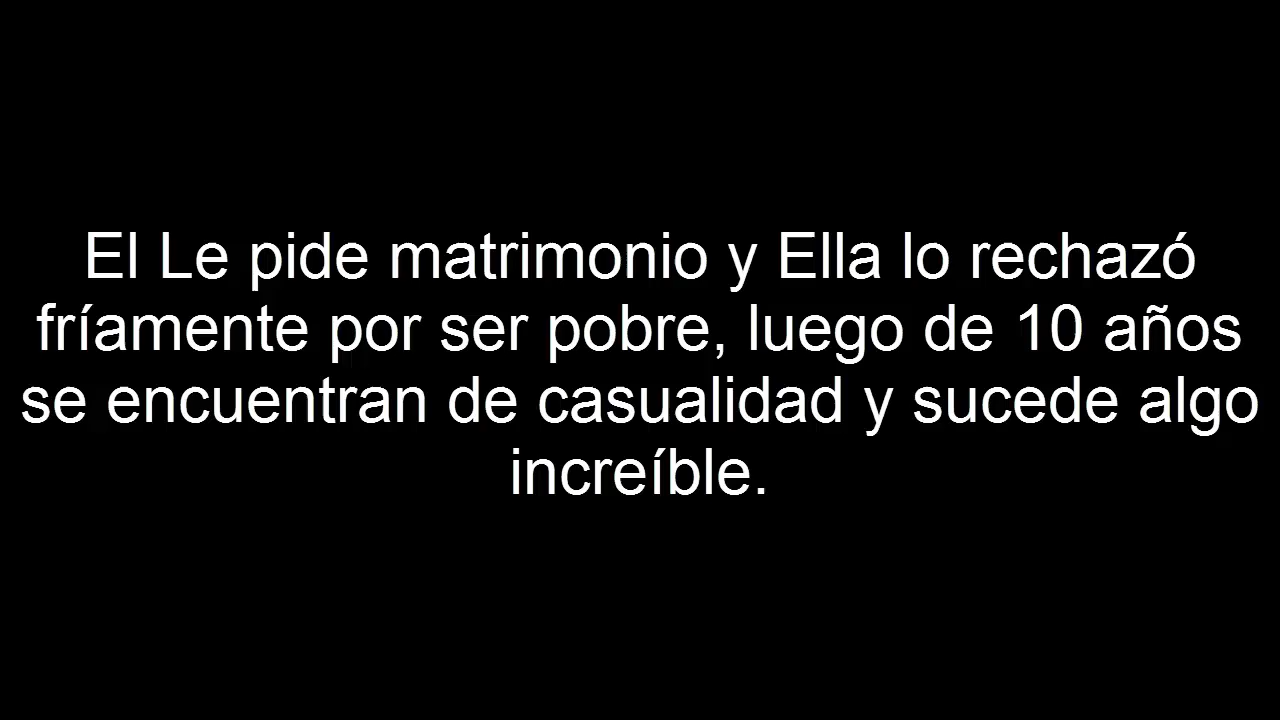 El Le pide matrimonio y Ella lo rechazó
fríamente por ser pobre, luego de 10 años
se encuentran de casualidad y sucede algo
increíble.